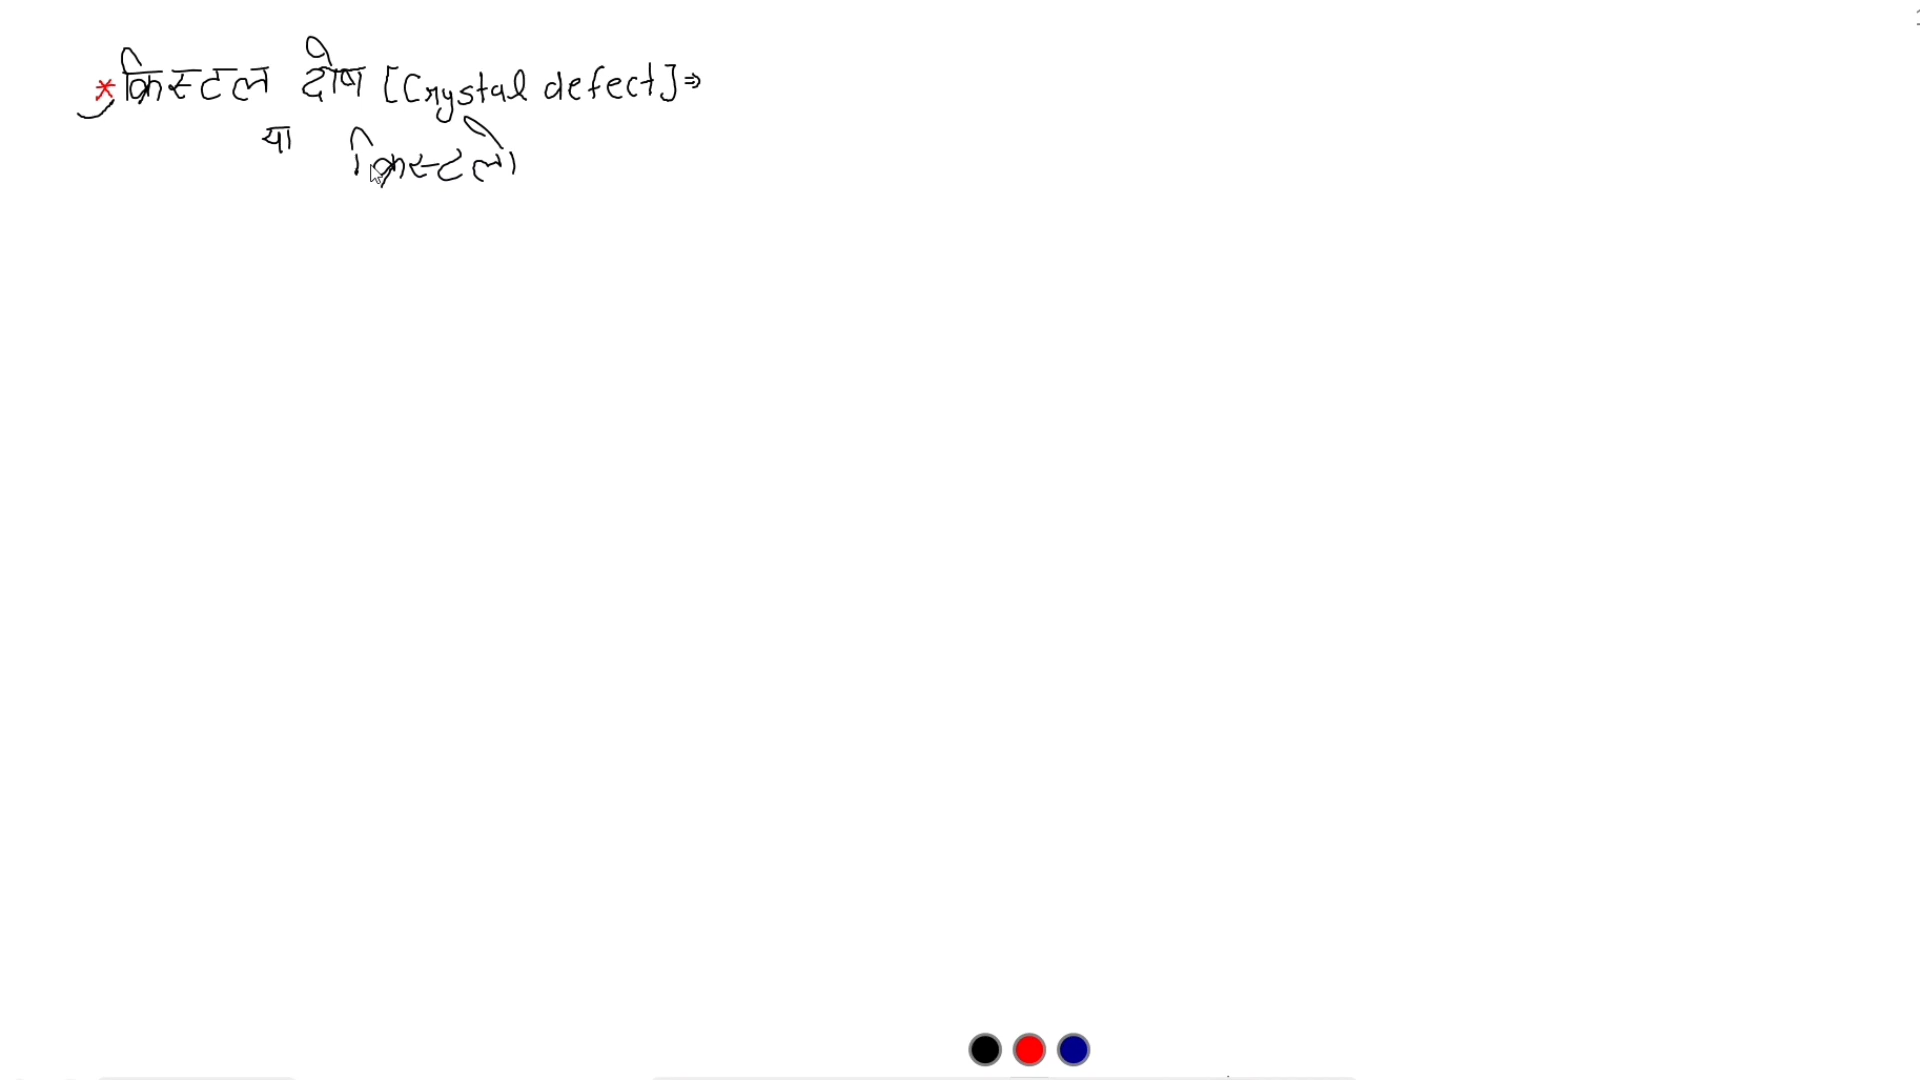 * क्रिस्टल दोष [Crystal defect] ⇒
या क्रिस्टलो